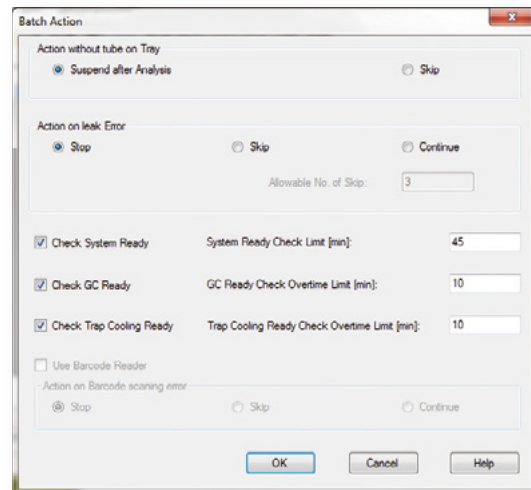 Batch Action
Action without tube on Tray
Suspend after Analysis Skip
Action on leak Error
Stop Skip Continue
Allowable No. of Skip: 3
Check System Ready System Ready Check Limit [min]: 45
Check GC Ready GC Ready Check Overtime Limit [min]: 10
Check Trap Cooling Ready Trap Cooling Ready Check Overtime Limit [min]: 10
Use Barcode Reader
Action on Barcode scaning error
Stop Skip Continue
OK Cancel Help